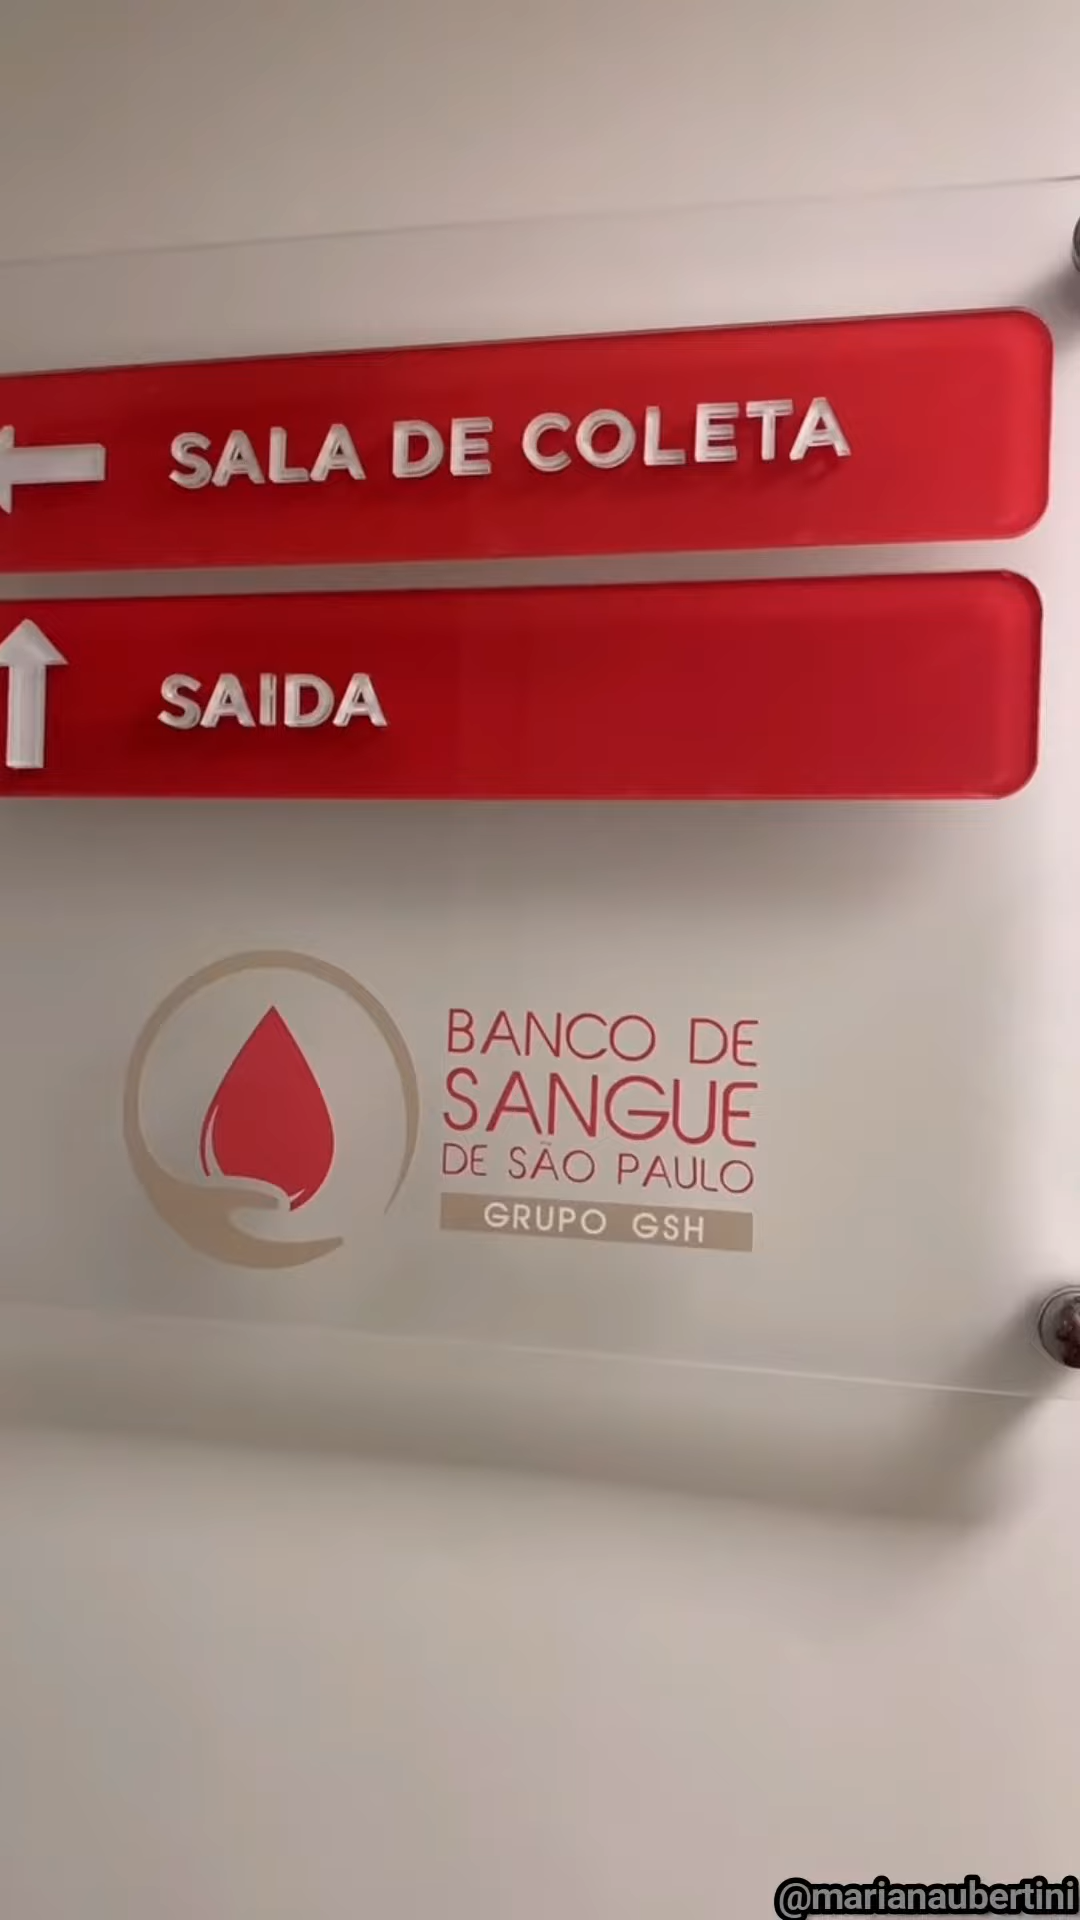 SALA DE COLETA
SAIDA
BANCO DE
SANGUE
DE SÃO PAULO
GRUPO GSH
@marianaubertini